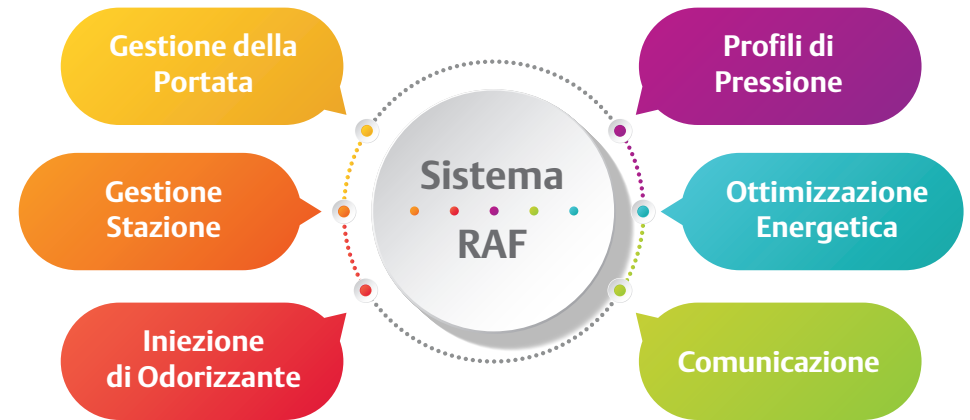 Gestione della
Portata
Gestione
Stazione
Iniezione
di Odorizzante
Sistema
RAF
Profili di
Pressione
Ottimizzazione
Energetica
Comunicazione